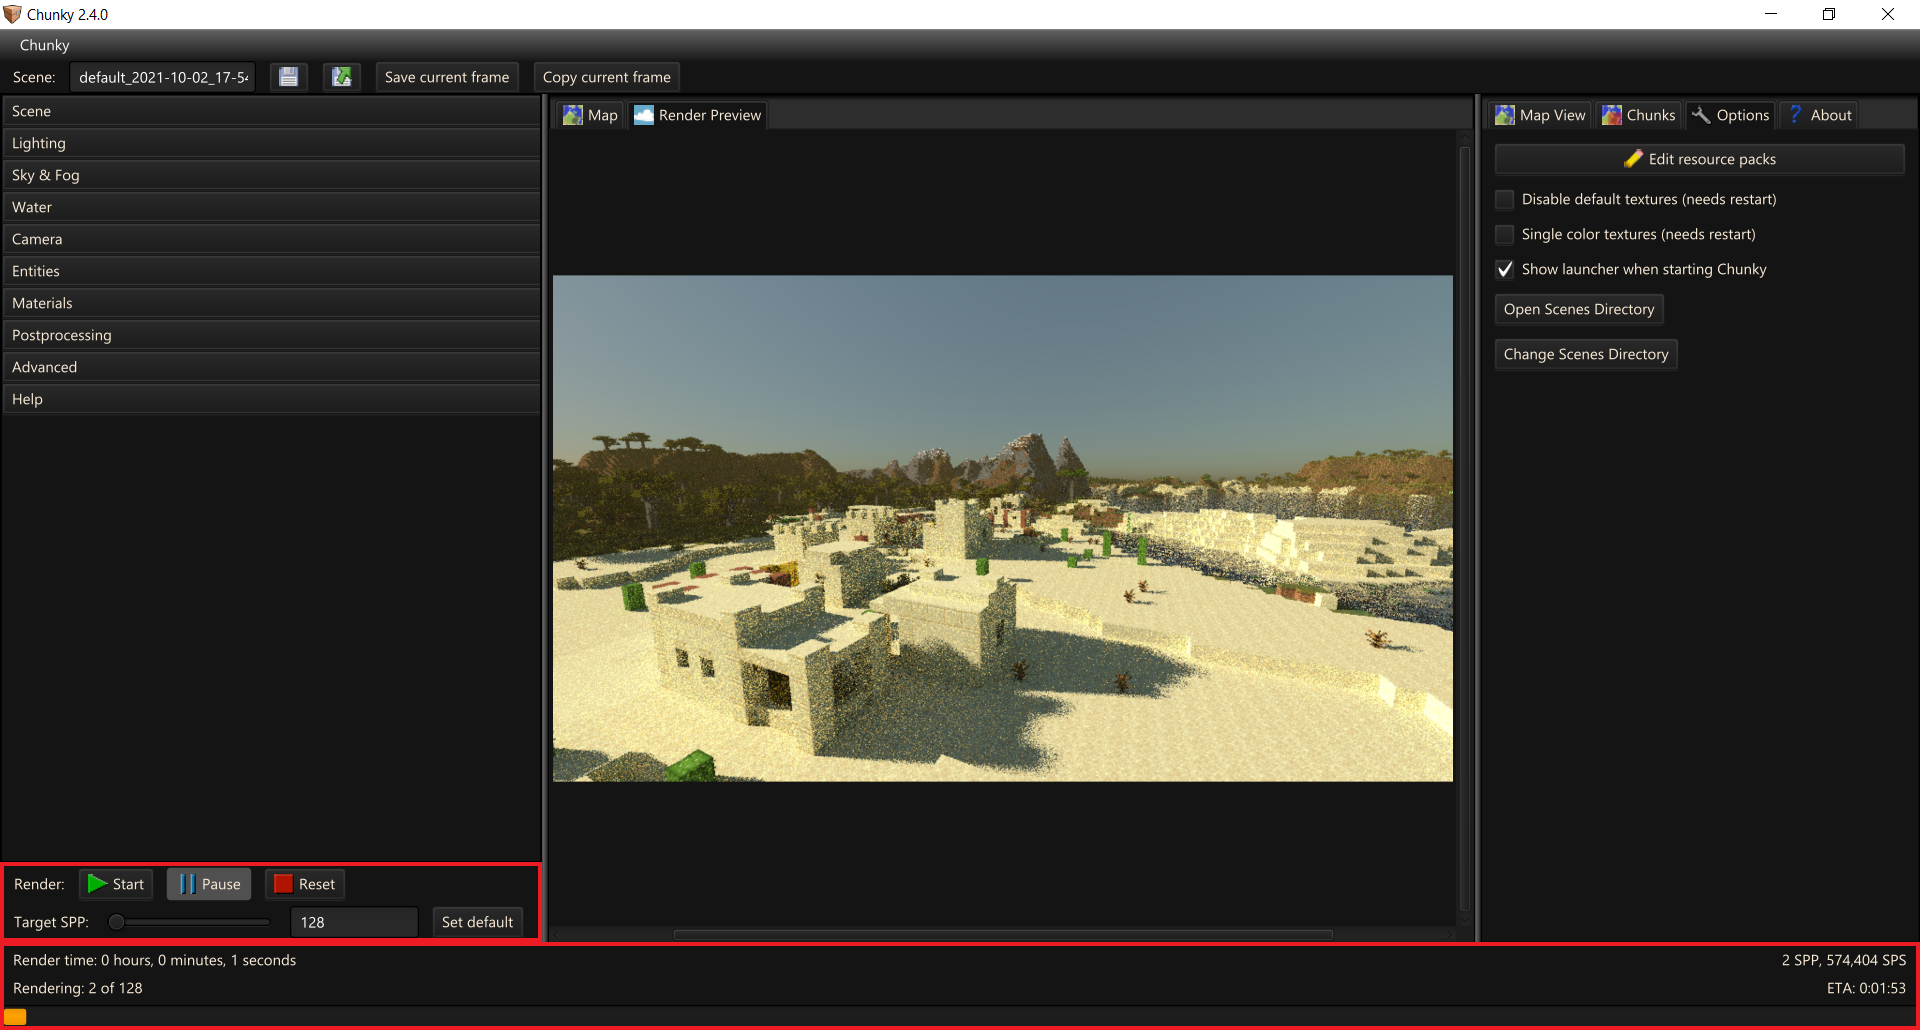 Chunky 2.4.0
Chunky
Scene: default_2021-10-02_17-54 Save current frame Copy current frame
Scene
Lighting
Sky & Fog
Water
Camera
Entities
Materials
Postprocessing
Advanced
Help
Map Render Preview
Map View Chunks Options ? About
Edit resource packs
Disable default textures (needs restart)
Single color textures (needs restart)
Show launcher when starting Chunky
Open Scenes Directory
Change Scenes Directory
Render: Start Pause Reset
Target SPP: 128 Set default
Render time: 0 hours, 0 minutes, 1 seconds
2 SPP, 574,404 SPS
Rendering: 2 of 128
ETA: 0:01:53